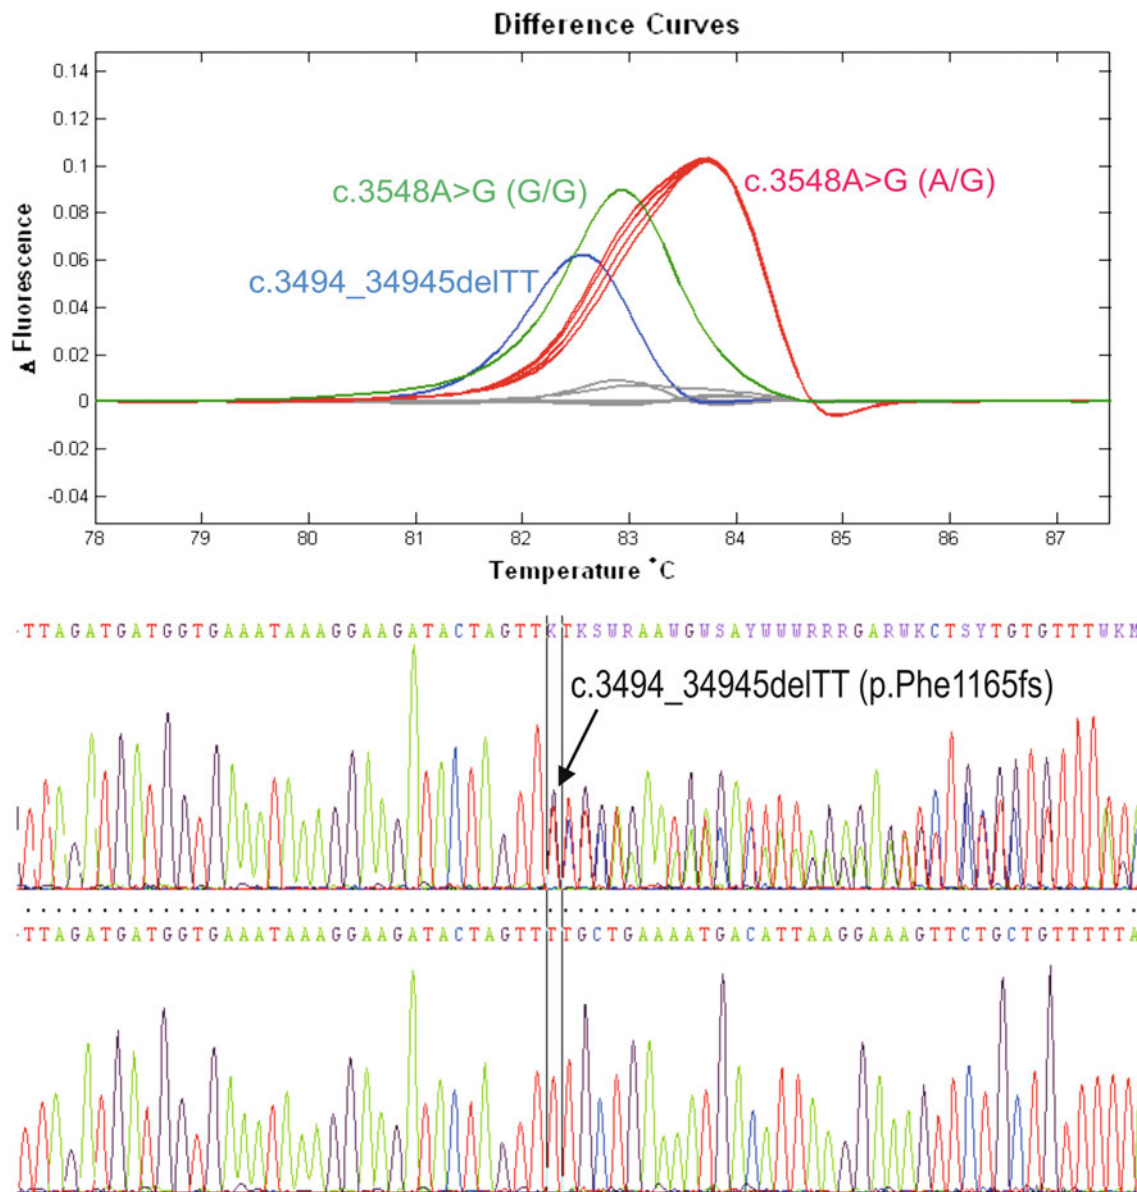 Difference Curves
0.14
0.12
0.1
0.08
0.06
0.04
0.02
0
-0.02
-0.04
Δ Fluorescence
c.3548A>G (G/G)
c.3548A>G (A/G)
c.3494_34945delTT
78 79 80 81 82 83 84 85 86 87
Temperature °C
TTAGATGATGGTGAAATAAAGGAAGATACTAGTTKTKSWRAAWGWSAYWWWRRRGARWKCTSYTGTGTTTWKM
c.3494_34945delTT (p.Phe1165fs)
TTAGATGATGGTGAAATAAAGGAAGATACTAGTTTTGCTGAAAATGACATTAAGGAAAGTTCTGCTGTTTTTA